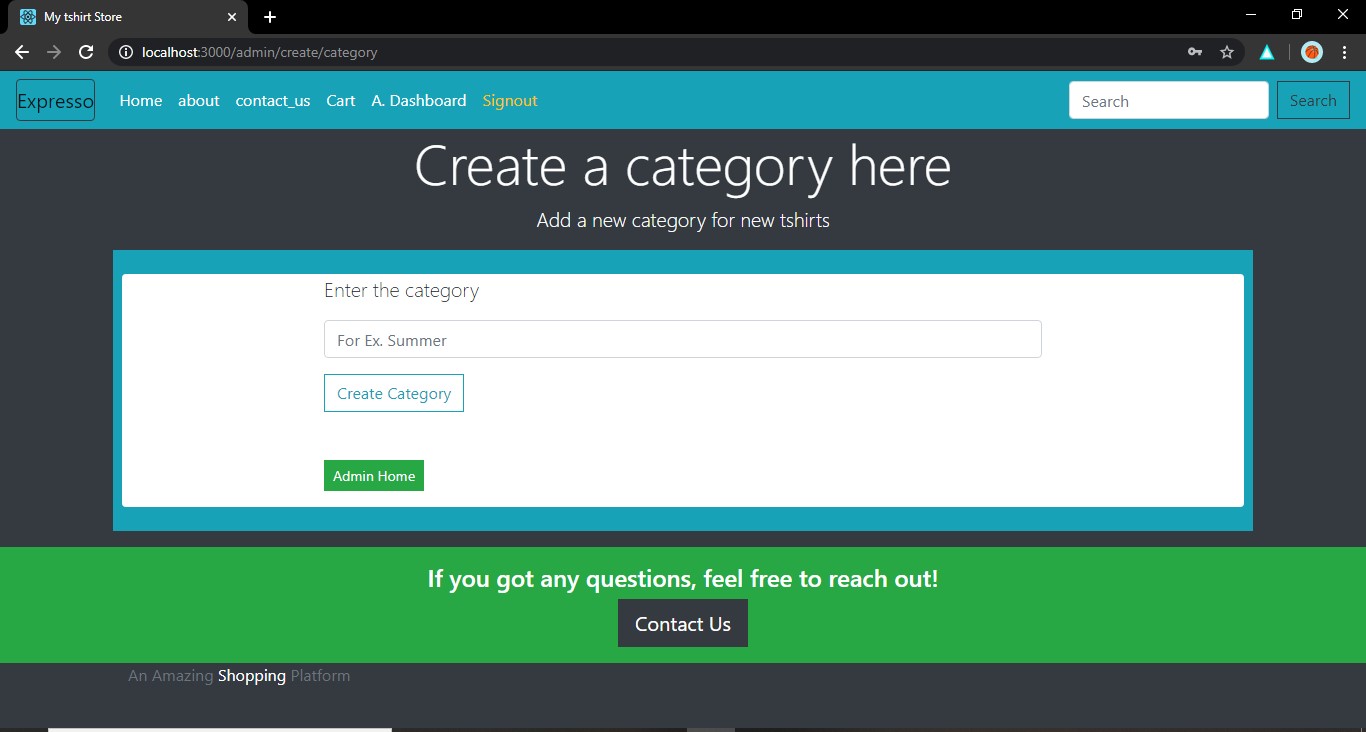 My tshirt Store
localhost:3000/admin/create/category
Expresso Home about contact_us Cart A. Dashboard Signout Search Search
Create a category here
Add a new category for new tshirts
Enter the category
For Ex. Summer
Create Category
Admin Home
If you got any questions, feel free to reach out!
Contact Us
An Amazing Shopping Platform